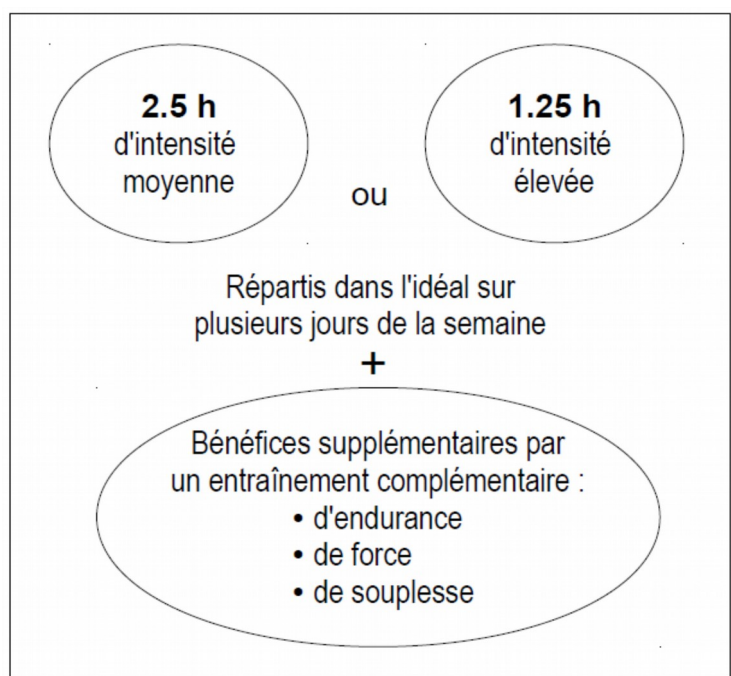 2.5 h
d'intensité
moyenne
ou
1.25 h
d'intensité
élevée
Répartis dans l'idéal sur
plusieurs jours de la semaine
+
Bénéfices supplémentaires par
un entraînement complémentaire :
• d'endurance
• de force
• de souplesse